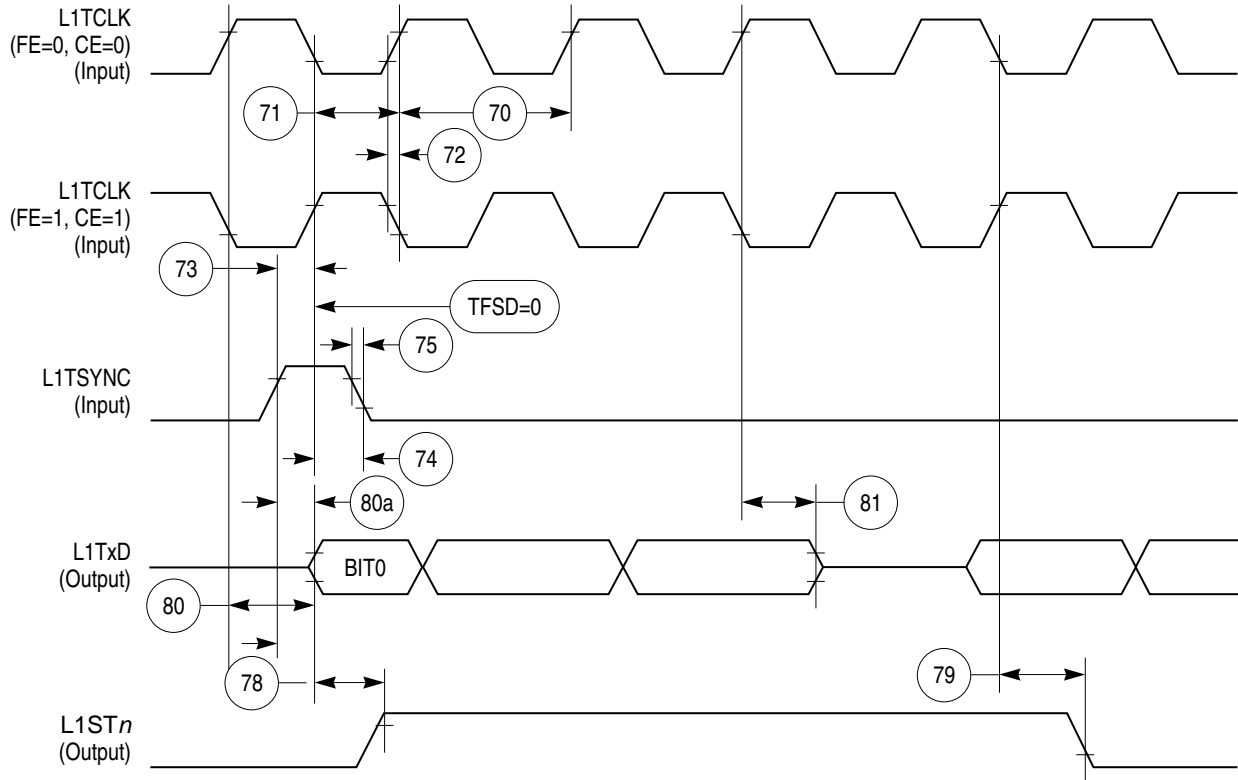 L1TCLK
(FE=0, CE=0)
(Input)
71
70
72
L1TCLK
(FE=1, CE=1)
(Input)
73
TFSD=0
75
L1TSYNC
(Input)
74
80a
81
L1TxD
(Output)
BIT0
80
78
79
L1STn
(Output)